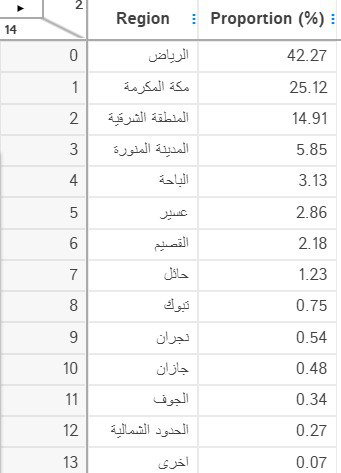 2
14
Region Proportion (%)
0 الرياض 42.27
1 مكة المكرمة 25.12
2 المنطقة الشرقية 14.91
3 المدينة المنورة 5.85
4 الباحة 3.13
5 عسير 2.86
6 القصيم 2.18
7 حائل 1.23
8 تبوك 0.75
9 نجران 0.54
10 جازان 0.48
11 الجوف 0.34
12 الحدود الشمالية 0.27
13 اخرى 0.07